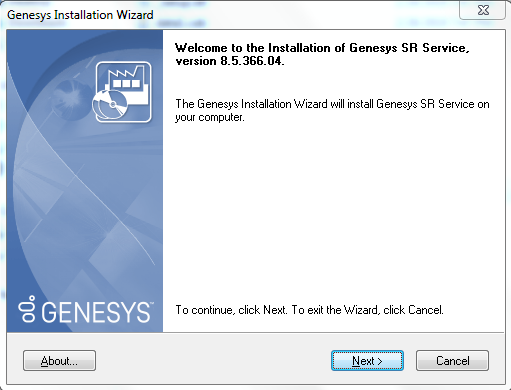 Genesys Installation Wizard
Welcome to the Installation of Genesys SR Service,
version 8.5.366.04.
The Genesys Installation Wizard will install Genesys SR Service on
your computer.
GENESYS™
To continue, click Next. To exit the Wizard, click Cancel.
About...
Next >
Cancel